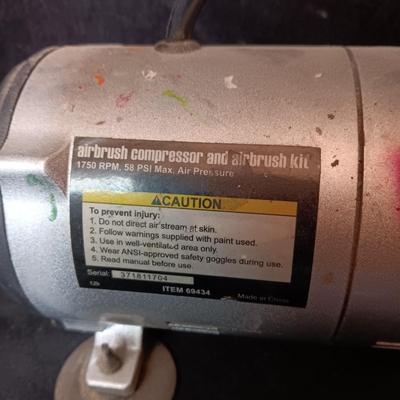 airbrush compressor and airbrush kit
1750 RPM, 58 PSI Max. Air Pressure
CAUTION
To prevent injury:
1. Do not direct air stream at skin.
2. Follow warnings supplied with paint used.
3. Use in well-ventilated area only.
4. Wear ANSI-approved safety goggles during use.
5. Read manual before use.
Serial: 371811704
12b
ITEM 69434
Made in China